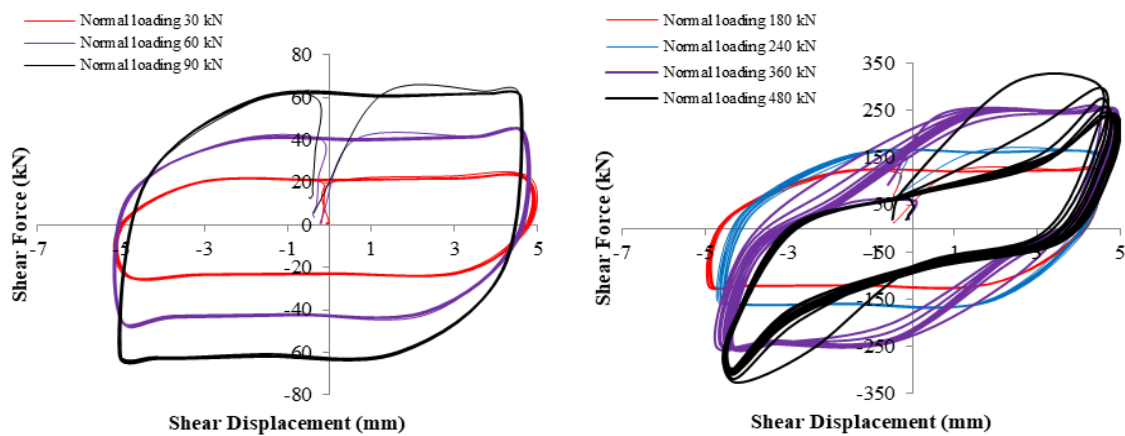 Normal loading 30 kN
Normal loading 60 kN
Normal loading 90 kN
80
60
40
20
0
-20
-40
-60
-80
-7
-5
-3
-1
1
3
5
Shear Force (kN)
Shear Displacement (mm)
Normal loading 180 kN
Normal loading 240 kN
Normal loading 360 kN
Normal loading 480 kN
350
250
150
50
-50
-150
-250
-350
-7
-5
-3
-1
1
3
5
Shear Force (kN)
Shear Displacement (mm)